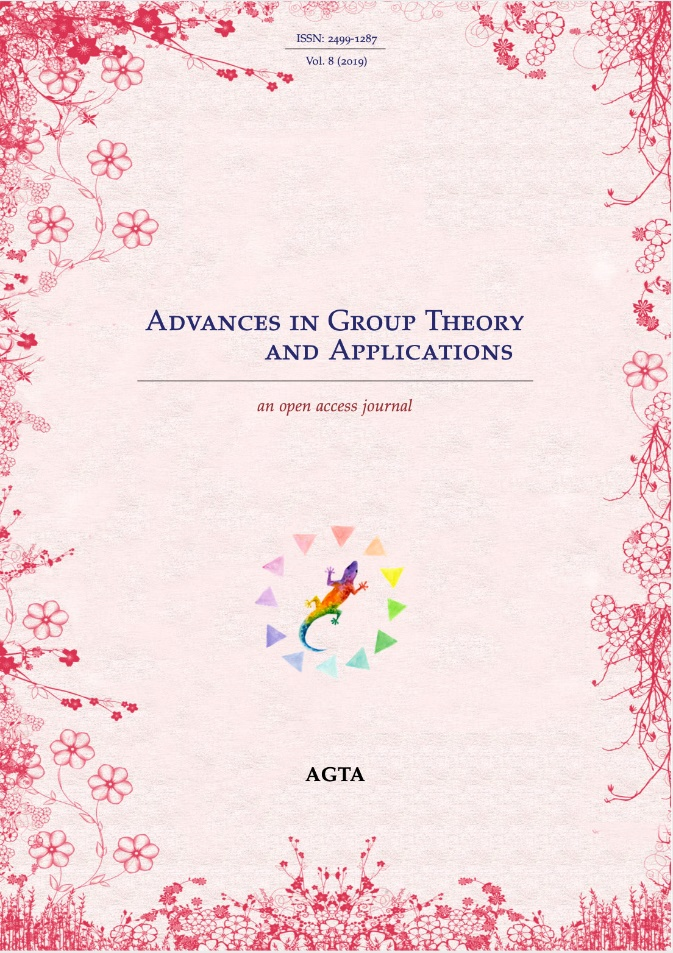 ISSN: 2499-1287
Vol. 8 (2019)
Advances in Group Theory
and Applications
an open access journal
AGTA